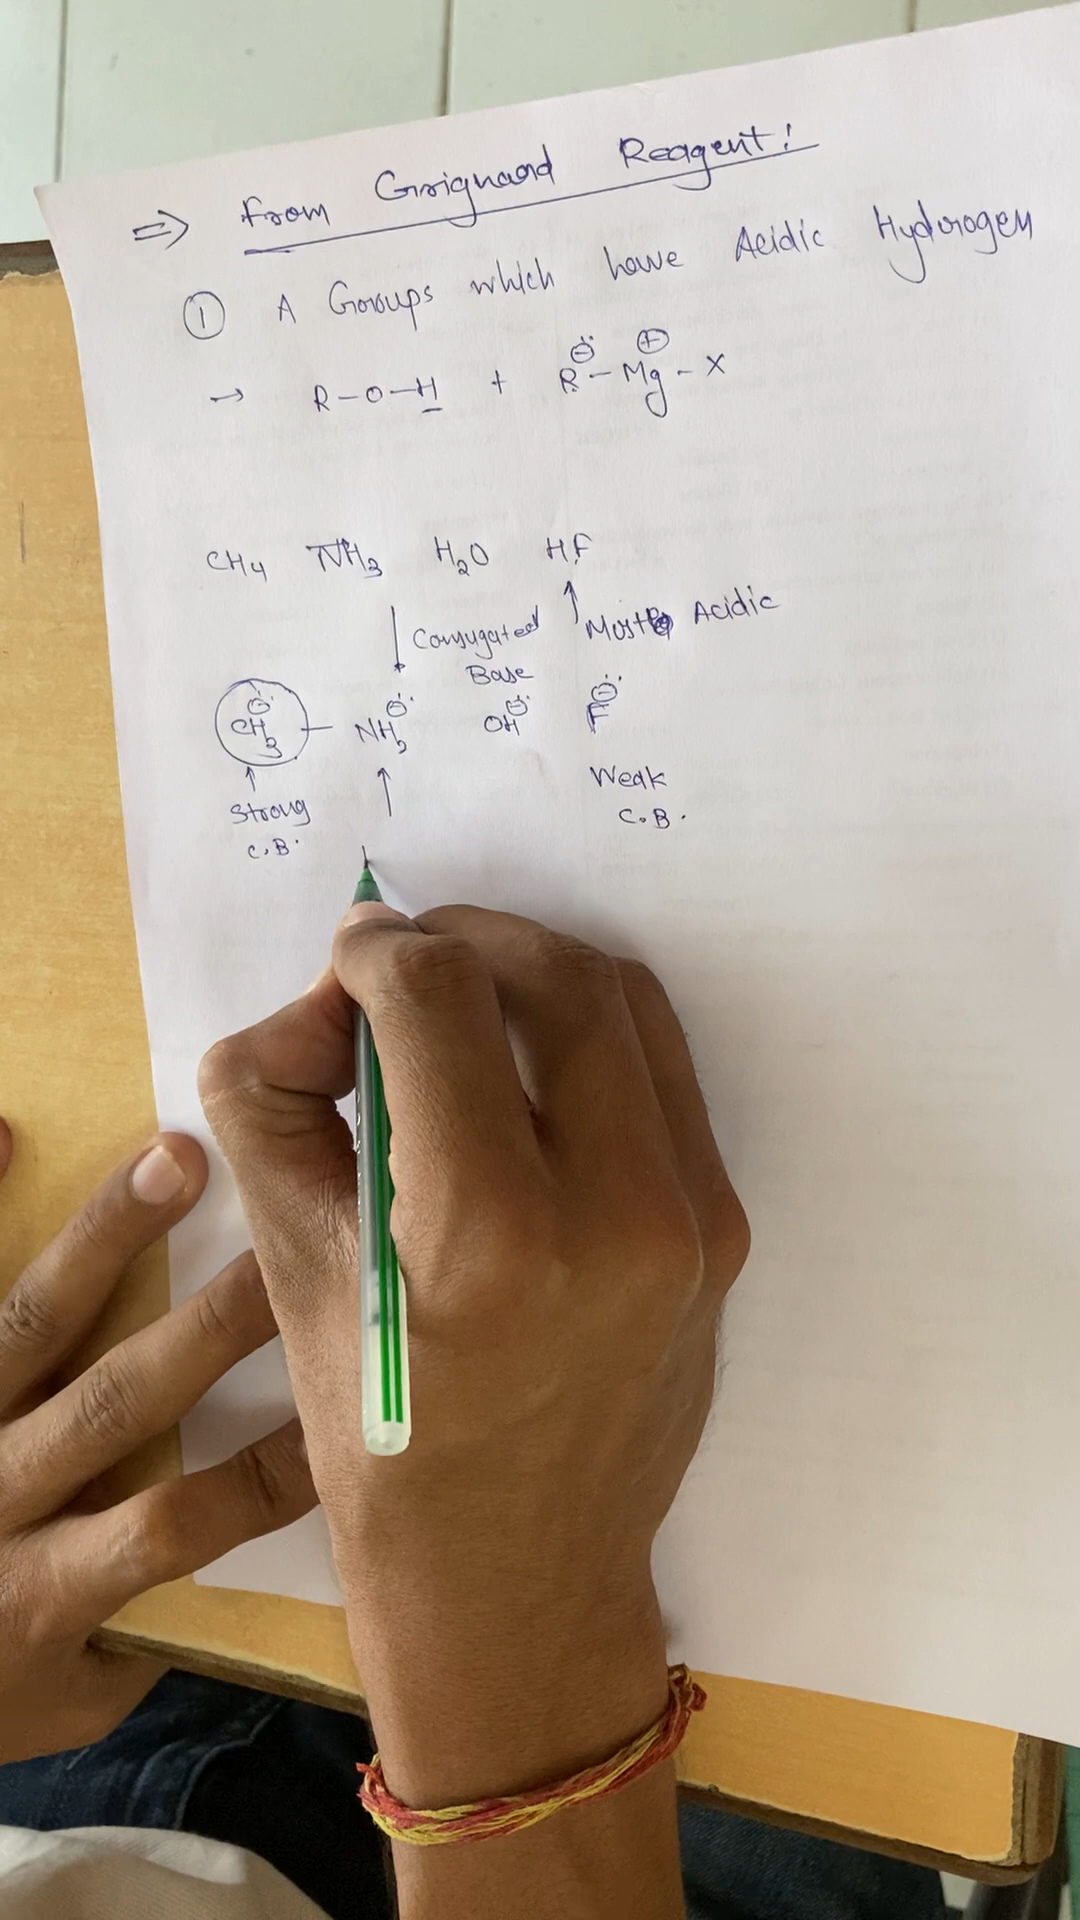 ⇒ From Grignard Reagent:
① A Groups which have Acidic Hydrogen
→ R-O-H + R⊖-Mg⊕-X
CH4 NH3 H2O HF
↓ Conjugated Base
↑ Most Acidic
CH3⊖ - NH2⊖ OH⊖ F⊖
↑ ↑
Strong C.B. Weak C.B.